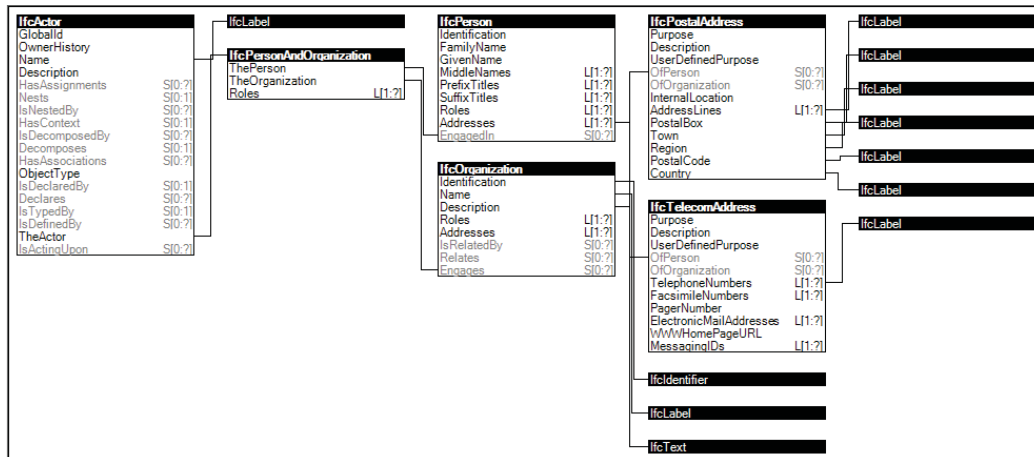 IfcActor
GlobalId
OwnerHistory
Name
Description
HasAssignments S[0:?]
Nests S[0:1]
IsNestedBy S[0:?]
HasContext S[0:1]
IsDecomposedBy S[0:?]
Decomposes S[0:1]
HasAssociations S[0:?]
ObjectType
IsDeclaredBy S[0:1]
Declares S[0:?]
IsTypedBy S[0:1]
IsDefinedBy S[0:?]
TheActor
IsActingUpon S[0:?]
IfcLabel
IfcPersonAndOrganization
ThePerson
TheOrganization
Roles L[1:?]
IfcPerson
Identification
FamilyName
GivenName
MiddleNames L[1:?]
PrefixTitles L[1:?]
SuffixTitles L[1:?]
Roles L[1:?]
Addresses L[1:?]
EngagedIn S[0:?]
IfcOrganization
Identification
Name
Description
Roles L[1:?]
Addresses L[1:?]
IsRelatedBy S[0:?]
Relates S[0:?]
Engages S[0:?]
IfcPostalAddress
Purpose
Description
UserDefinedPurpose
OfPerson S[0:?]
OfOrganization S[0:?]
InternalLocation
AddressLines L[1:?]
PostalBox
Town
Region
PostalCode
Country
IfcTelecomAddress
Purpose
Description
UserDefinedPurpose
OfPerson S[0:?]
OfOrganization S[0:?]
TelephoneNumbers L[1:?]
FacsimileNumbers L[1:?]
PagerNumber
ElectronicMailAddresses L[1:?]
WWWHomePageURL
MessagingIDs L[1:?]
IfcIdentifier
IfcLabel
IfcText
IfcLabel
IfcLabel
IfcLabel
IfcLabel
IfcLabel
IfcLabel
IfcLabel